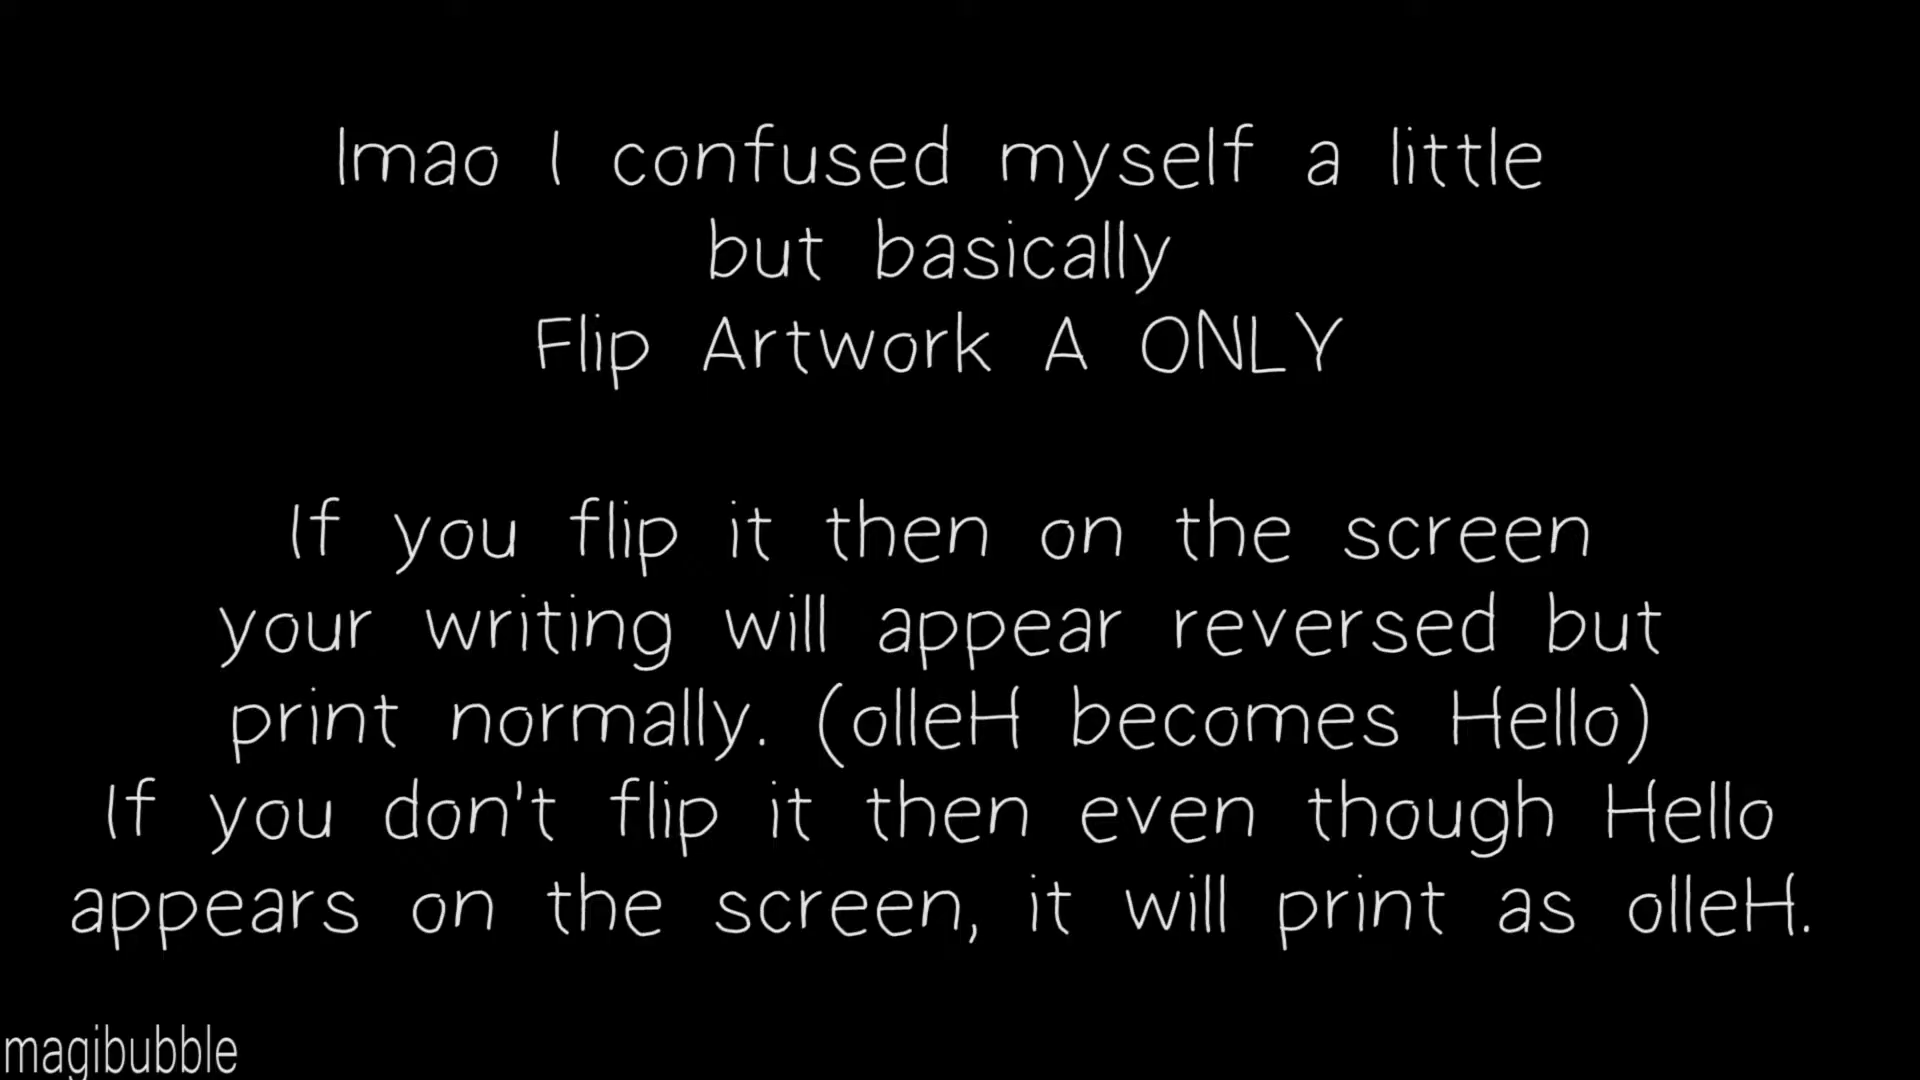 lmao I confused myself a little
but basically
Flip Artwork A ONLY
If you flip it then on the screen
your writing will appear reversed but
print normally. (olleH becomes Hello)
If you don't flip it then even though Hello
appears on the screen, it will print as olleH.
magibubble